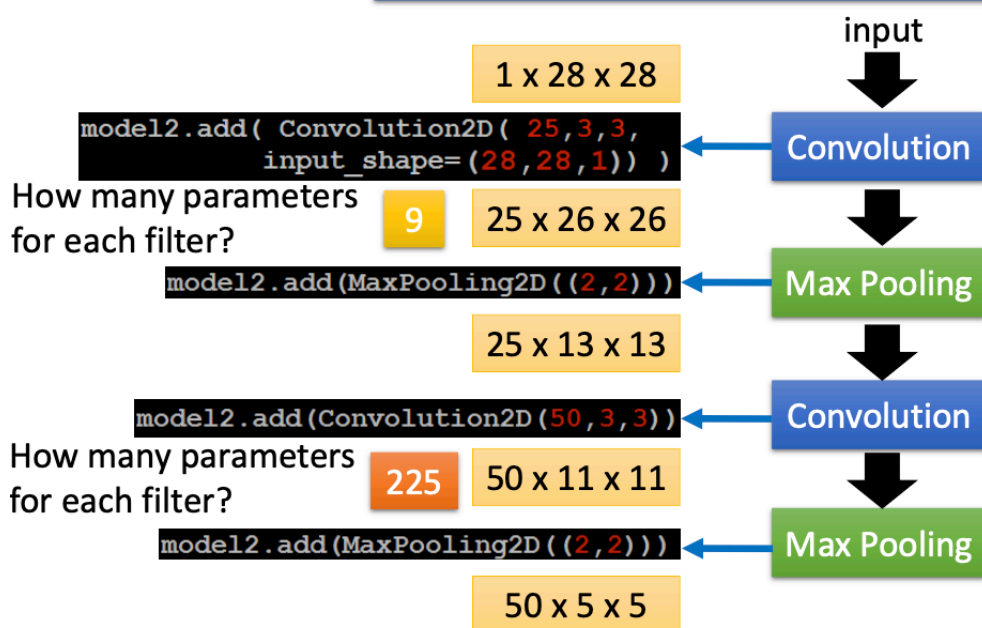 input
1 x 28 x 28
model2.add( Convolution2D( 25,3,3,
input_shape=(28,28,1)) )
Convolution
How many parameters
for each filter?
9
25 x 26 x 26
model2.add(MaxPooling2D((2,2)))
Max Pooling
25 x 13 x 13
model2.add(Convolution2D(50,3,3))
Convolution
How many parameters
for each filter?
225
50 x 11 x 11
model2.add(MaxPooling2D((2,2)))
Max Pooling
50 x 5 x 5